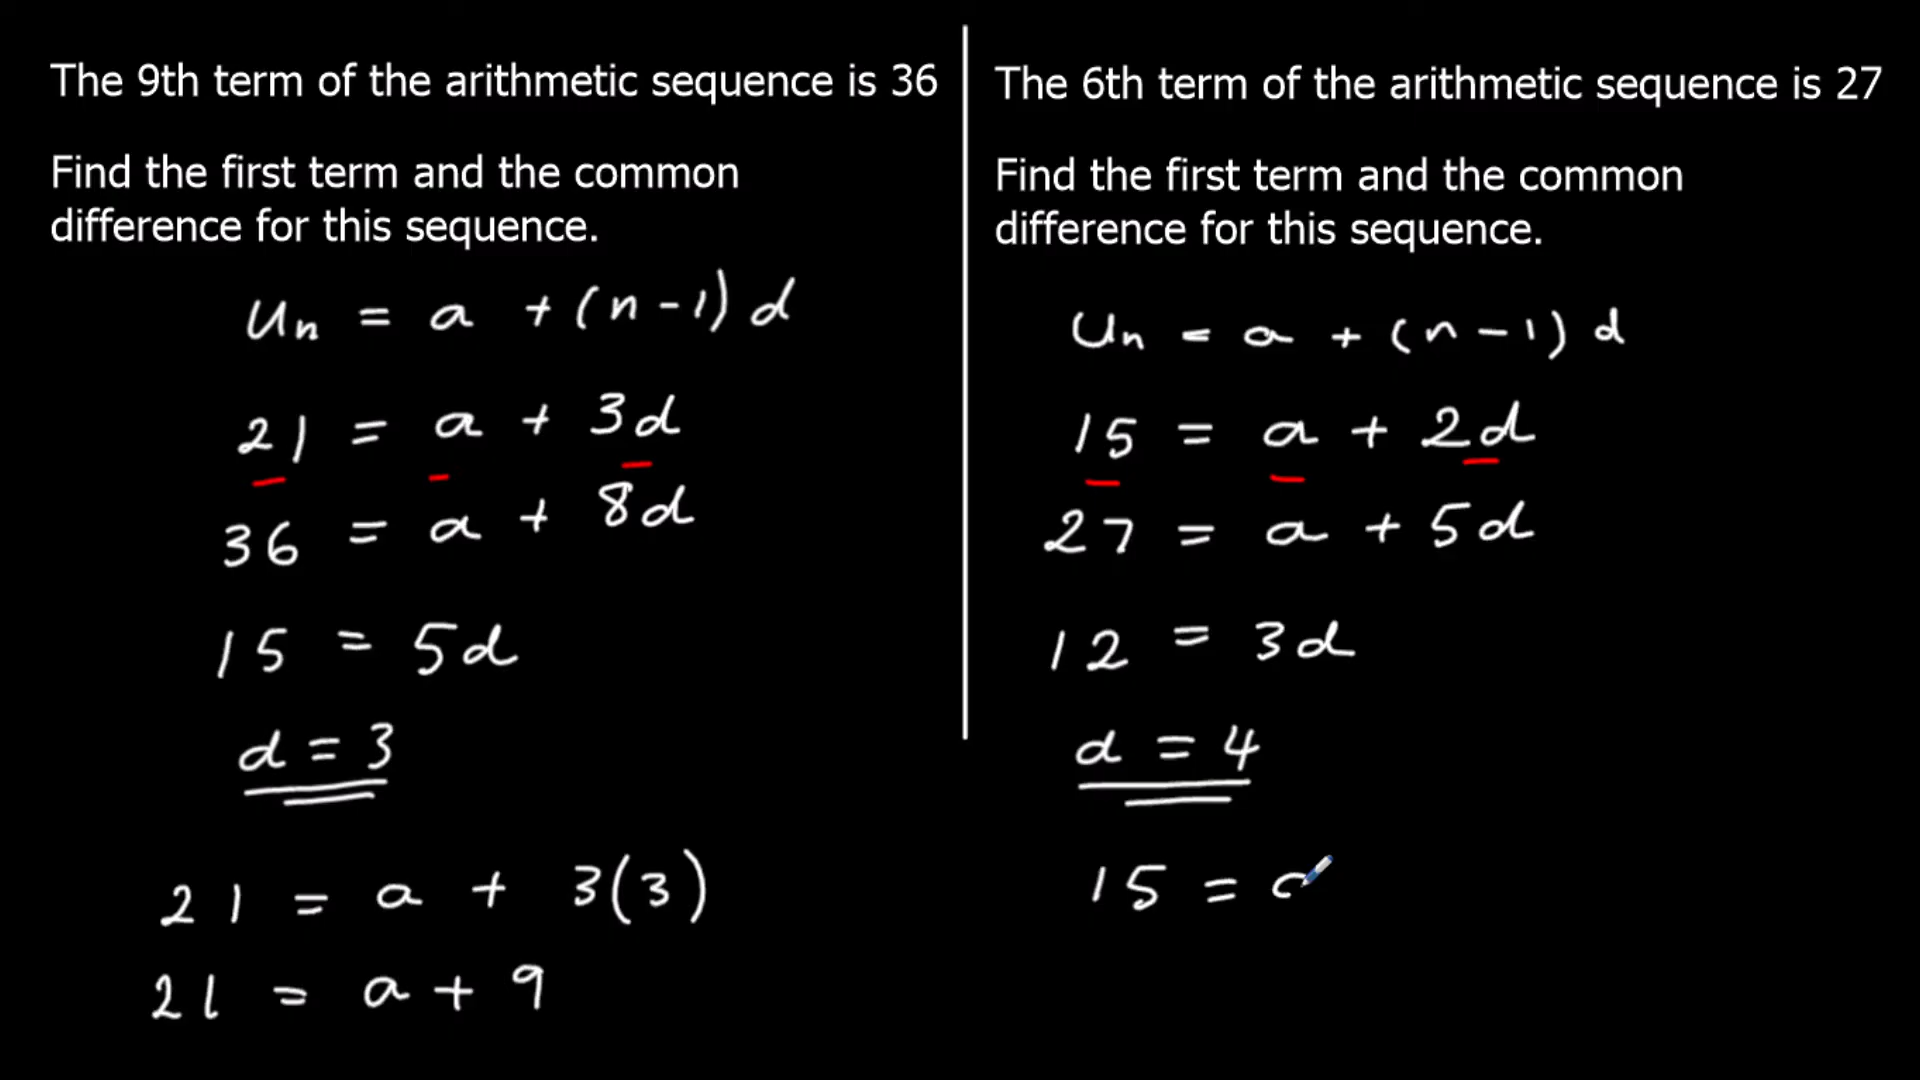 The 9th term of the arithmetic sequence is 36
Find the first term and the common
difference for this sequence.
Un = a + (n - 1) d
21 = a + 3d
36 = a + 8d
15 = 5d
d = 3
21 = a + 3(3)
21 = a + 9
The 6th term of the arithmetic sequence is 27
Find the first term and the common
difference for this sequence.
Un = a + (n - 1) d
15 = a + 2d
27 = a + 5d
12 = 3d
d = 4
15 =